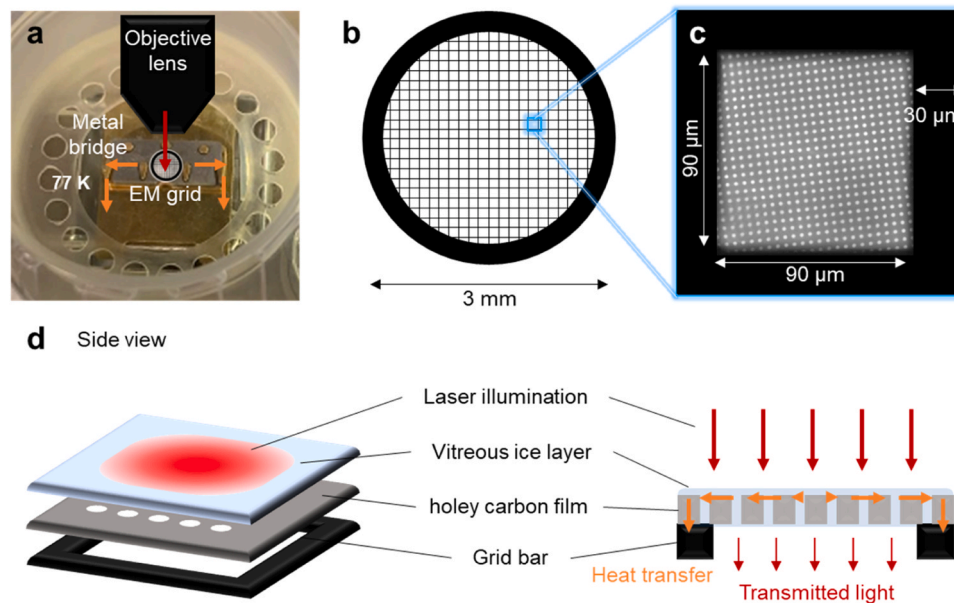 a
Objective
lens
Metal
bridge
77 K
EM grid
b
3 mm
c
90 µm
30 µm
90 µm
d Side view
Laser illumination
Vitreous ice layer
holey carbon film
Grid bar
Heat transfer
Transmitted light